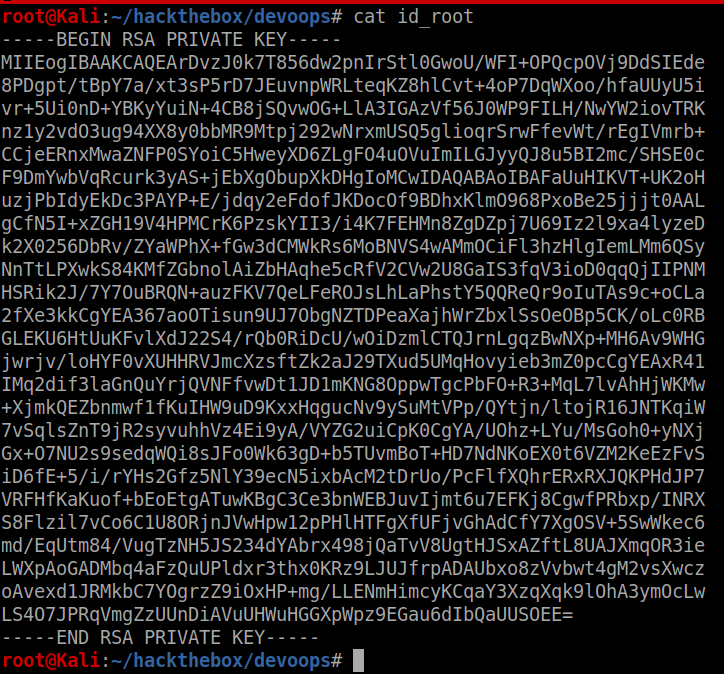 root@Kali:~/hackthebox/devoops# cat id_root
-----BEGIN RSA PRIVATE KEY-----
MIIEogIBAAKCAQEArDvzJ0k7T856dw2pnIrStl0GwoU/WFI+OPQcpOVj9DdSIEde
8PDgpt/tBpY7a/xt3sP5rD7JEuvnpWRLteqKZ8hlCvt+4oP7DqWXoo/hfaUUyU5i
vr+5Ui0nD+YBKyYuiN+4CB8jSQvwOG+LlA3IGAzVf56J0WP9FILH/NwYW2iovTRK
nz1y2vdO3ug94XX8y0bbMR9Mtpj292wNrxmUSQ5glioqrSrwFfevWt/rEgIVmrb+
CCjeERnxMwaZNFP0SYoiC5HweyXD6ZLgFO4uOVuImILGJyyQJ8u5BI2mc/SHSE0c
F9DmYwbVqRcurk3yAS+jEbXgObupXkDHgIoMCwIDAQABAoIBAFaUuHIKVT+UK2oH
uzjPbIdyEkDc3PAYP+E/jdqy2eFdofJKDocOf9BDhxKlmO968PxoBe25jjjt0AAL
gCfN5I+xZGH19V4HPMCrK6PzskYII3/i4K7FEHMn8ZgDZpj7U69Iz2l9xa4lyzeD
k2X0256DbRv/ZYaWPhX+fGw3dCMWkRs6MoBNVS4wAMmOCiFl3hzHlgIemLMm6QSy
NnTtLPXwkS84KMfZGbnolAiZbHAqhe5cRfV2CVw2U8GaIS3fqV3ioD0qqQjIIPNM
HSRik2J/7Y7OuBRQN+auzFKV7QeLFeROJsLhLaPhstY5QQReQr9oIuTAs9c+oCLa
2fXe3kkCgYEA367aoOTisun9UJ7ObgNZTDPeaXajhWrZbxlSsOeOBp5CK/oLc0RB
GLEKU6HtUuKFvlXdJ22S4/rQb0RiDcU/wOiDzmlCTQJrnLgqzBwNXp+MH6Av9WHG
jwrjv/loHYF0vXUHHRVJmcXzsftZk2aJ29TXud5UMqHovyieb3mZ0pcCgYEAxR41
IMq2dif3laGnQuYrjQVNFfvwDt1JD1mKNG8OppwTgcPbFO+R3+MqL7lvAhHjWKMw
+XjmkQEZbnmwf1fKuIHW9uD9KxxHqgucNv9ySuMtVPp/QYtjn/ltojR16JNTKqiW
7vSqlsZnT9jR2syvuhhVz4Ei9yA/VYZG2uiCpK0CgYA/UOhz+LYu/MsGoh0+yNXj
Gx+O7NU2s9sedqWQi8sJFo0Wk63gD+b5TUvmBoT+HD7NdNKoEX0t6VZM2KeEzFvS
iD6fE+5/i/rYHs2Gfz5NlY39ecN5ixbAcM2tDrUo/PcFlfXQhrERxRXJQKPHdJP7
VRFHfKaKuof+bEoEtgATuwKBgC3Ce3bnWEBJuvIjmt6u7EFKj8CgwfPRbxp/INRX
S8Flzil7vCo6C1U8ORjnJVwHpw12pPHlHTFgXfUFjvGhAdCfY7XgOSV+5SwWkec6
md/EqUtm84/VugTzNH5JS234dYAbrx498jQaTvV8UgtHJSxAZftL8UAJXmqOR3ie
LWXpAoGADMbq4aFzQuUPldxr3thx0KRz9LJUJfrpADAUbxo8zVvbwt4gM2vsXwcz
oAvexd1JRMkbC7YOgrzZ9iOxHP+mg/LLENmHimcyKCqaY3XzqXqk9lOhA3ymOcLw
LS4O7JPRqVmgZzUUnDiAVuUHWuHGGXpWpz9EGau6dIbQaUUSOEE=
-----END RSA PRIVATE KEY-----
root@Kali:~/hackthebox/devoops#